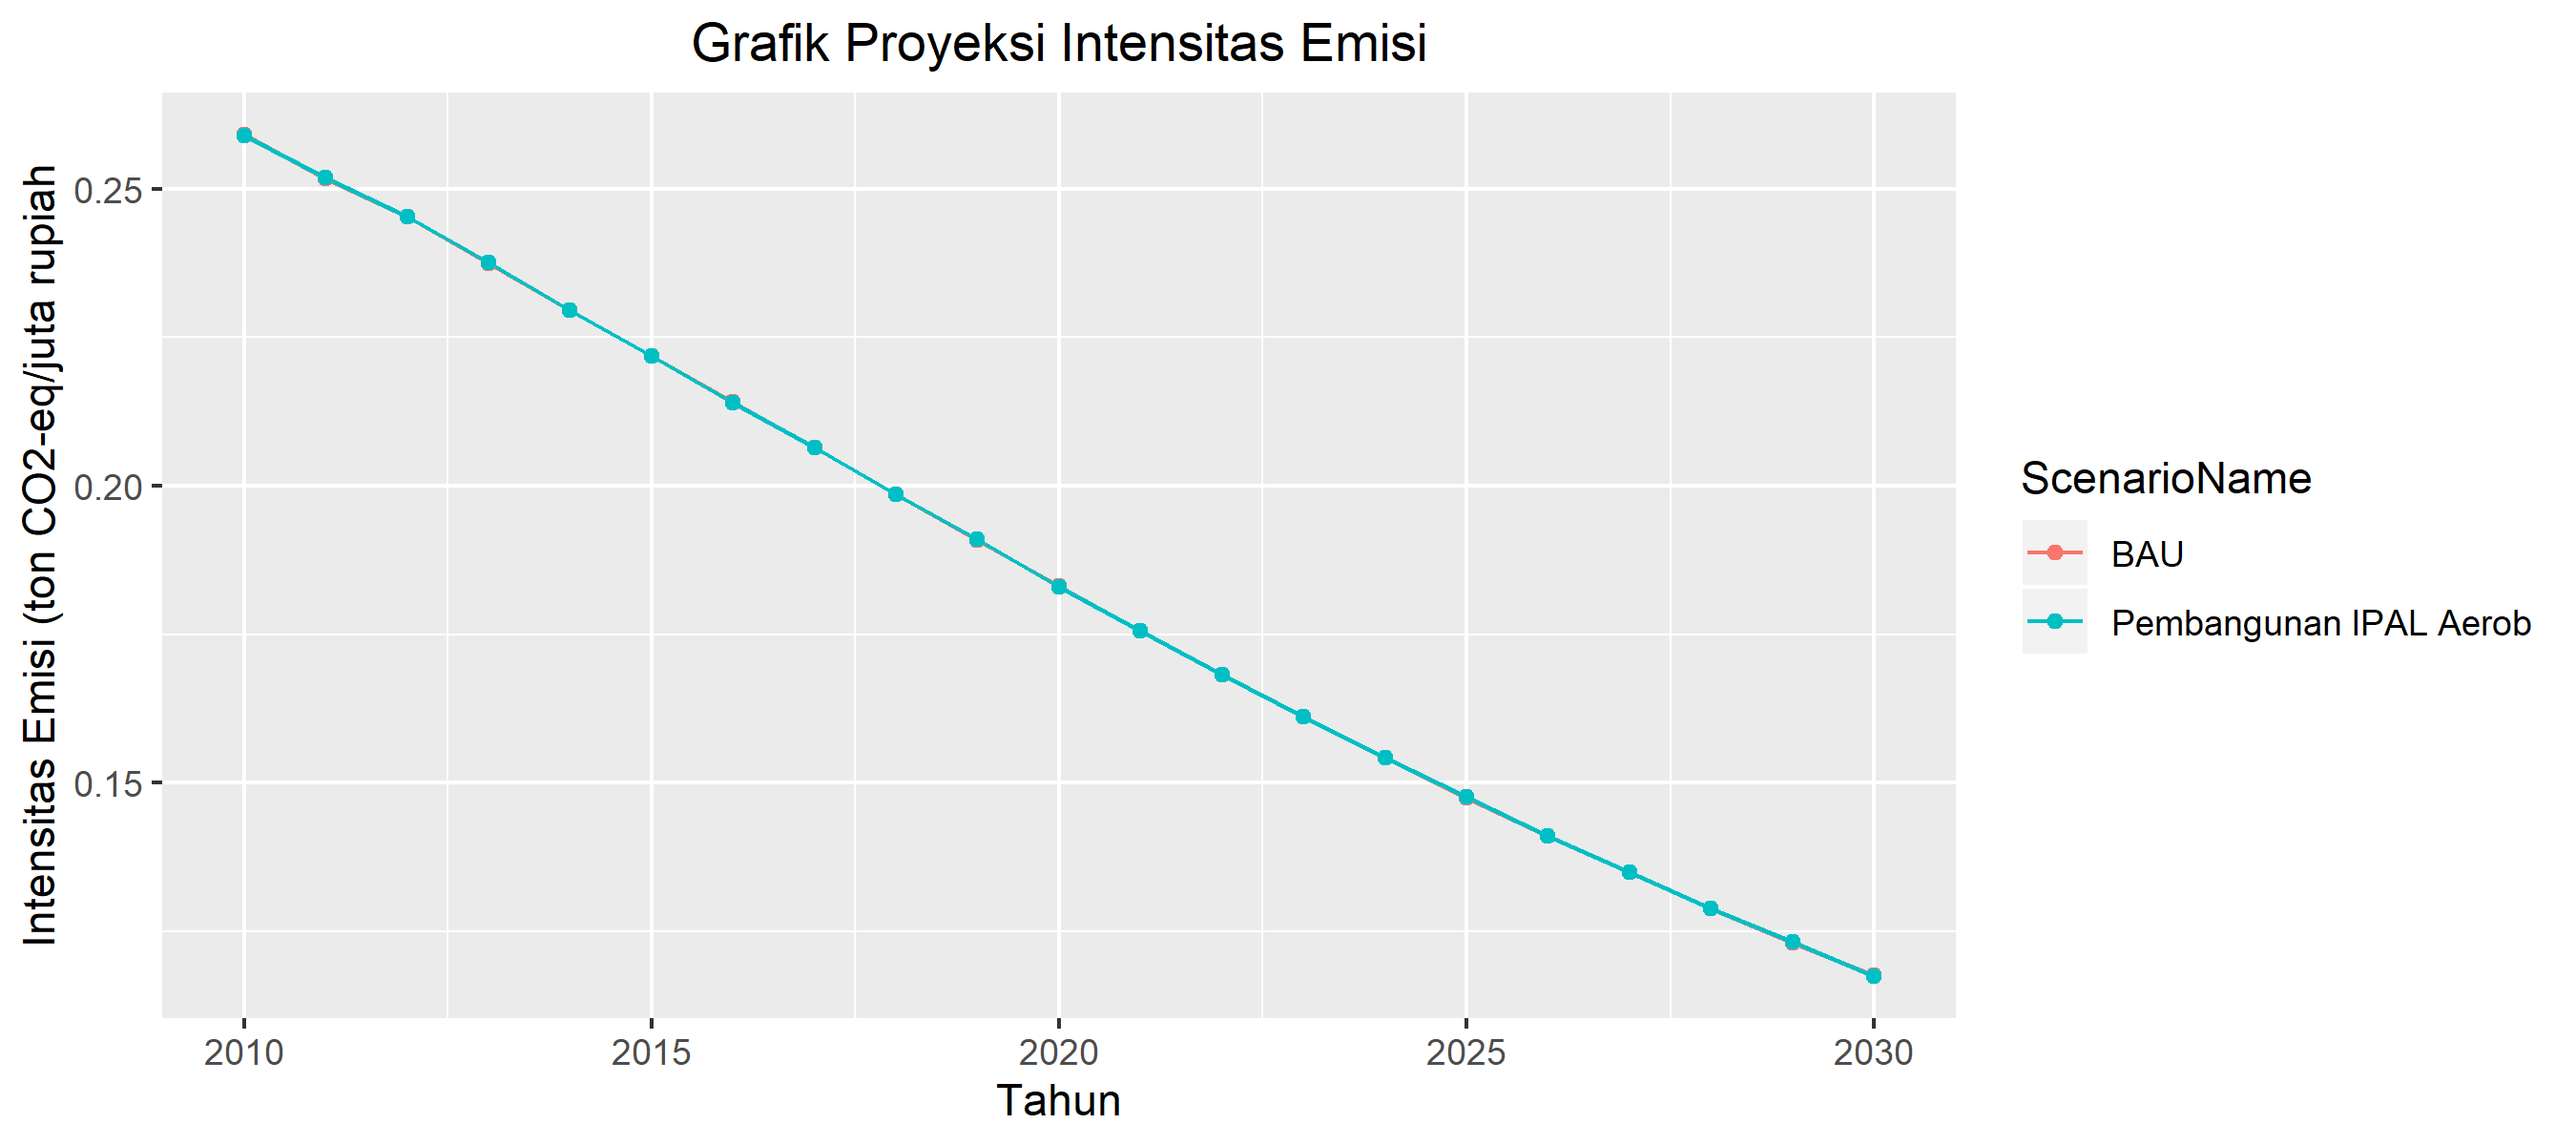 Grafik Proyeksi Intensitas Emisi
Intensitas Emisi (ton CO2-eq/juta rupiah
0.25
0.20
0.15
2010
2015
2020
2025
2030
Tahun
ScenarioName
BAU
Pembangunan IPAL Aerob